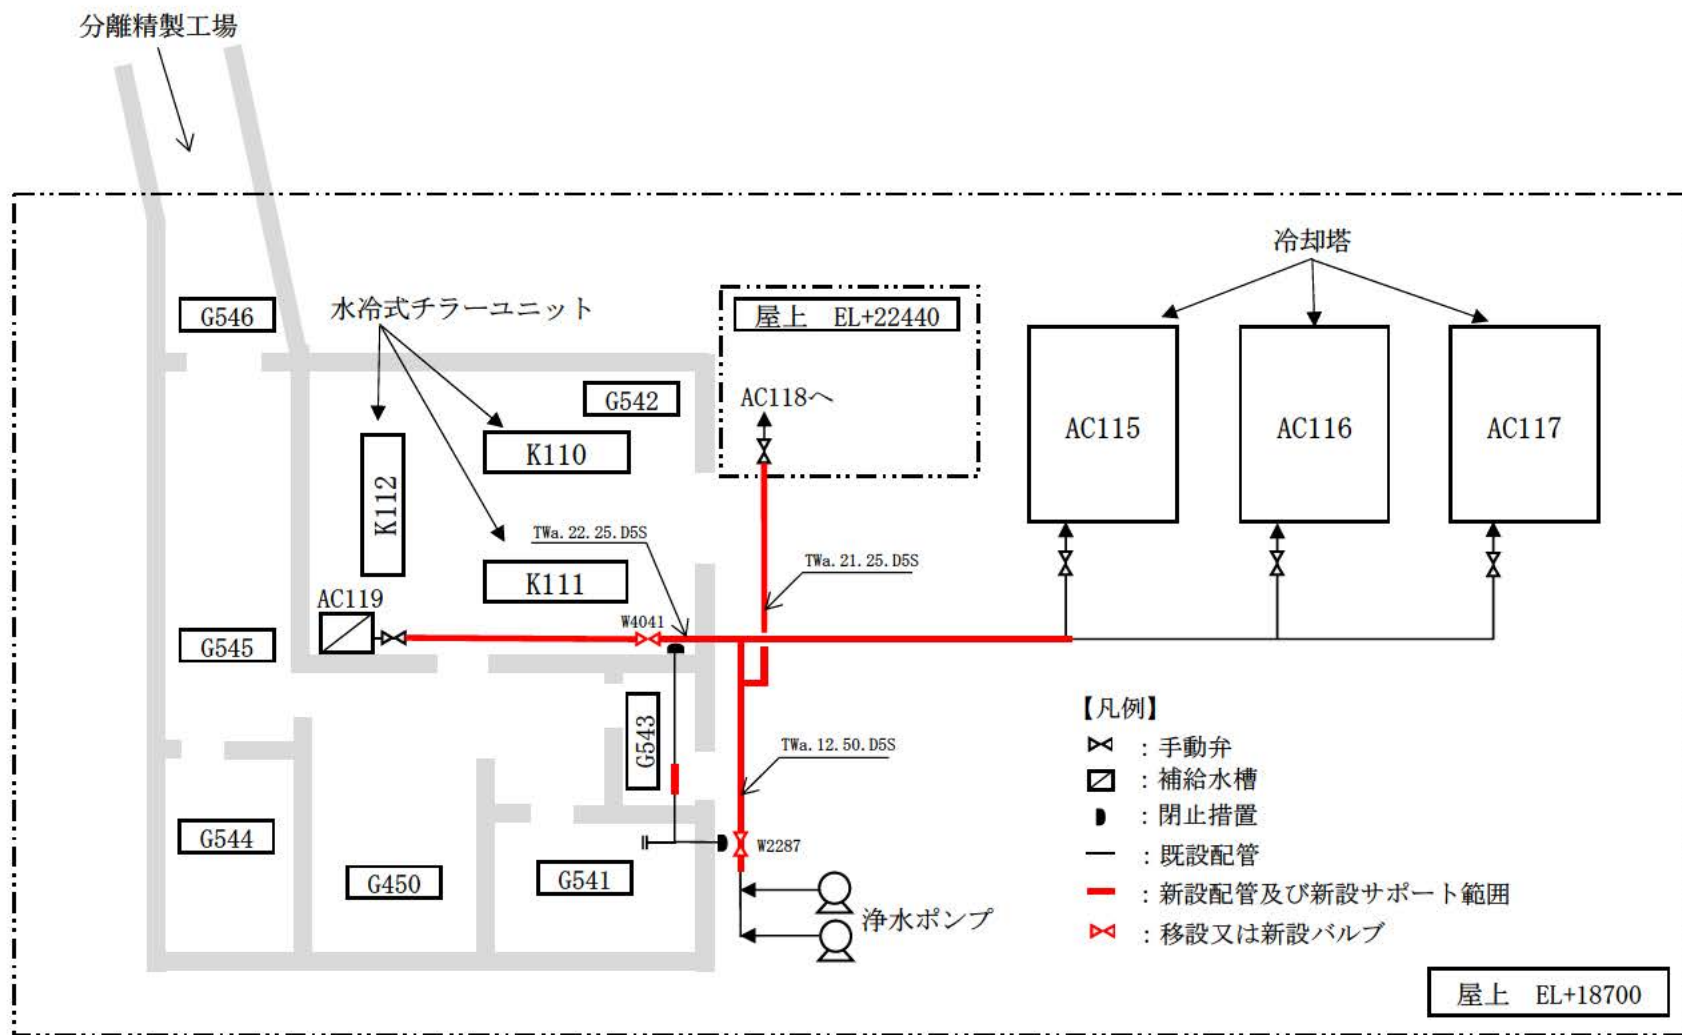 分離精製工場
冷却塔
水冷式チラーユニット
G546
屋上 EL+22440
G542
AC118へ
AC115
AC116
AC117
K110
K112
TWa.22.25.D5S
TWa.21.25.D5S
K111
AC119
W4041
G545
G543
TWa.12.50.D5S
W2287
G544
G450
G541
浄水ポンプ
【凡例】
：手動弁
：補給水槽
：閉止措置
：既設配管
：新設配管及び新設サポート範囲
：移設又は新設バルブ
屋上 EL+18700